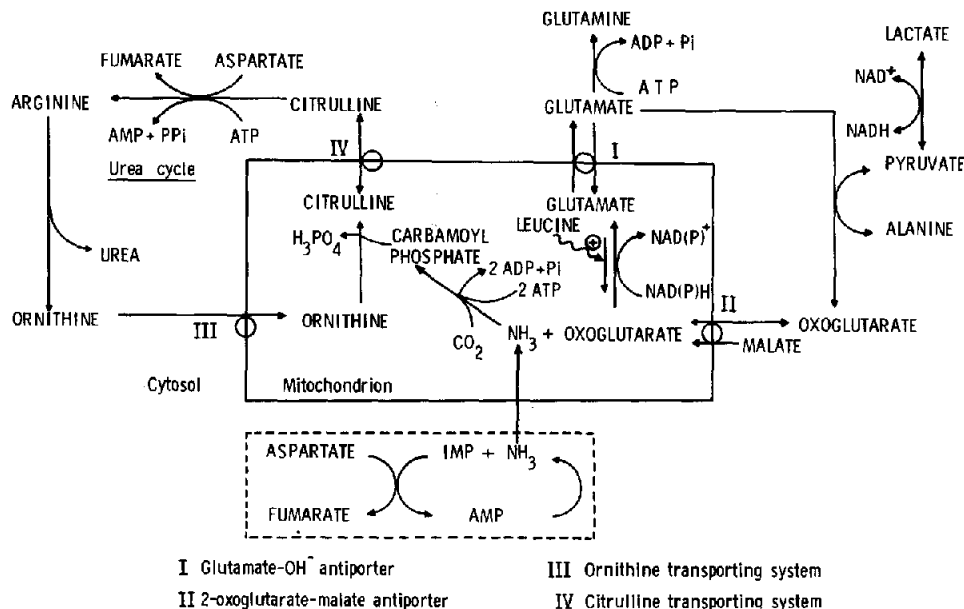 GLUTAMINE
ADP + Pi
ATP
GLUTAMATE
LACTATE
NAD⁺
NADH
PYRUVATE
ALANINE
FUMARATE
ASPARTATE
ARGININE
CITRULLINE
AMP + PPi
ATP
Urea cycle
IV
I
CITRULLINE
GLUTAMATE
LEUCINE
+
NAD(P)⁺
H₃PO₄
CARBAMOYL
PHOSPHATE
UREA
2 ADP+Pi
2 ATP
NAD(P)H
II
ORNITHINE
III
ORNITHINE
CO₂
NH₃ + OXOGLUTARATE
OXOGLUTARATE
MALATE
Cytosol
Mitochondrion
ASPARTATE
IMP + NH₃
FUMARATE
AMP
I Glutamate-OH⁻ antiporter
III Ornithine transporting system
II 2-oxoglutarate-malate antiporter
IV Citrulline transporting system